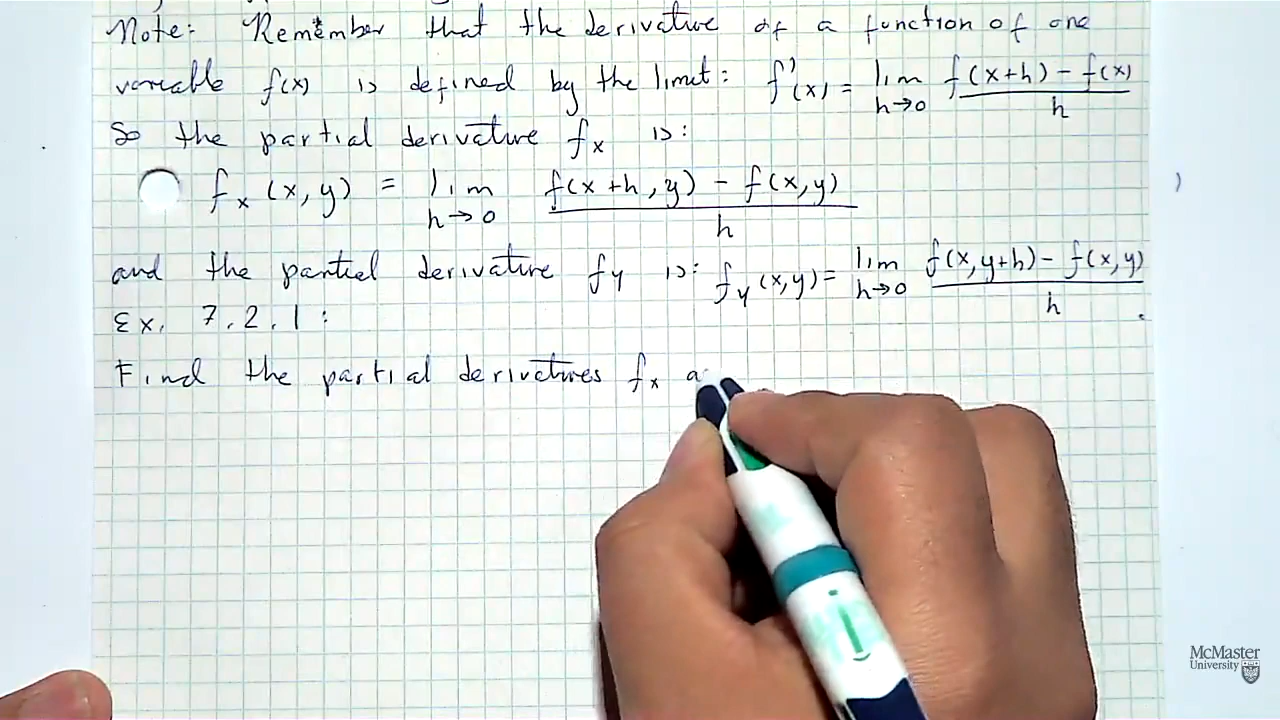 Note: Remember that the derivative of a function of one
variable f(x) is defined by the limit: f'(x) = lim h→0 f(x+h) - f(x) / h
So the partial derivative fx is:
fx (x,y) = lim h→0 f(x+h,y) - f(x,y) / h
and the partial derivative fy is: fy (x,y) = lim h→0 f(x,y+h) - f(x,y) / h
Ex. 7.2.1:
Find the partial derivatives fx a
McMaster
University